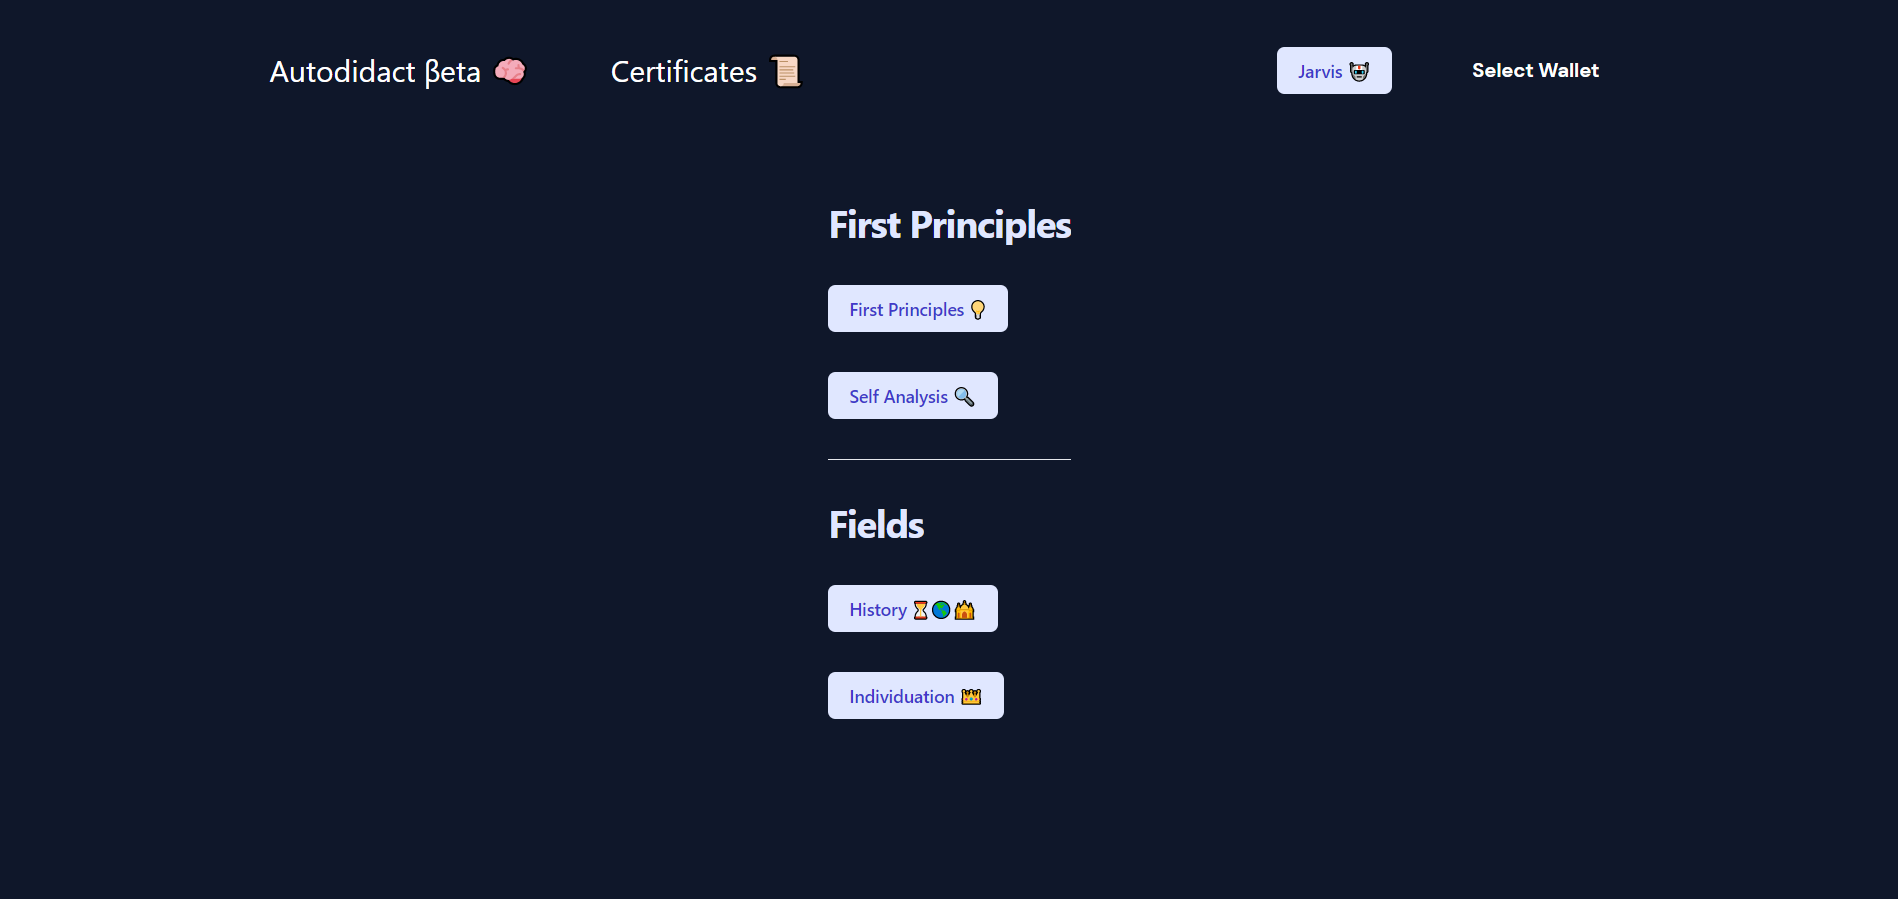 Autodidact βeta 🧠
Certificates 📜
Jarvis 🤖
Select Wallet
First Principles
First Principles 💡
Self Analysis 🔍
Fields
History ⏳🌎🏰
Individuation 👑